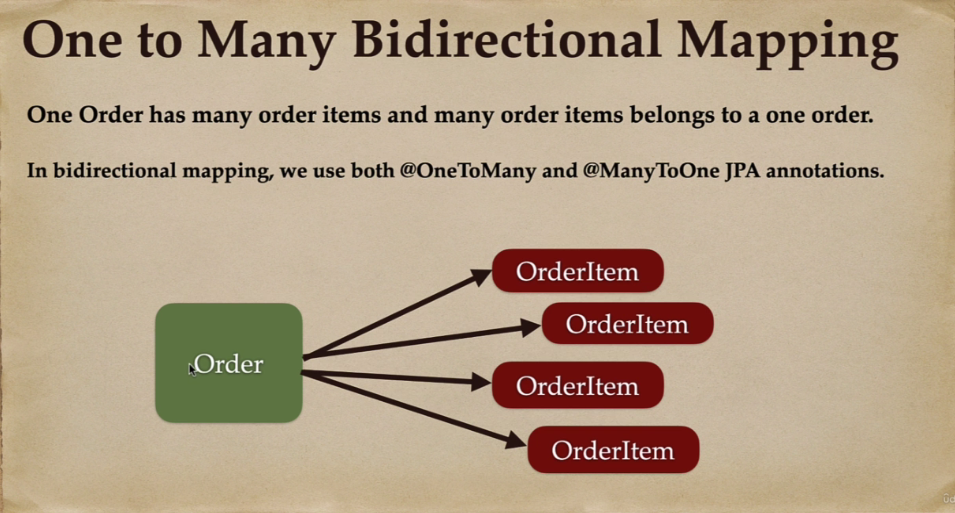 One to Many Bidirectional Mapping
One Order has many order items and many order items belongs to a one order.
In bidirectional mapping, we use both @OneToMany and @ManyToOne JPA annotations.
OrderItem
OrderItem
Order
OrderItem
OrderItem